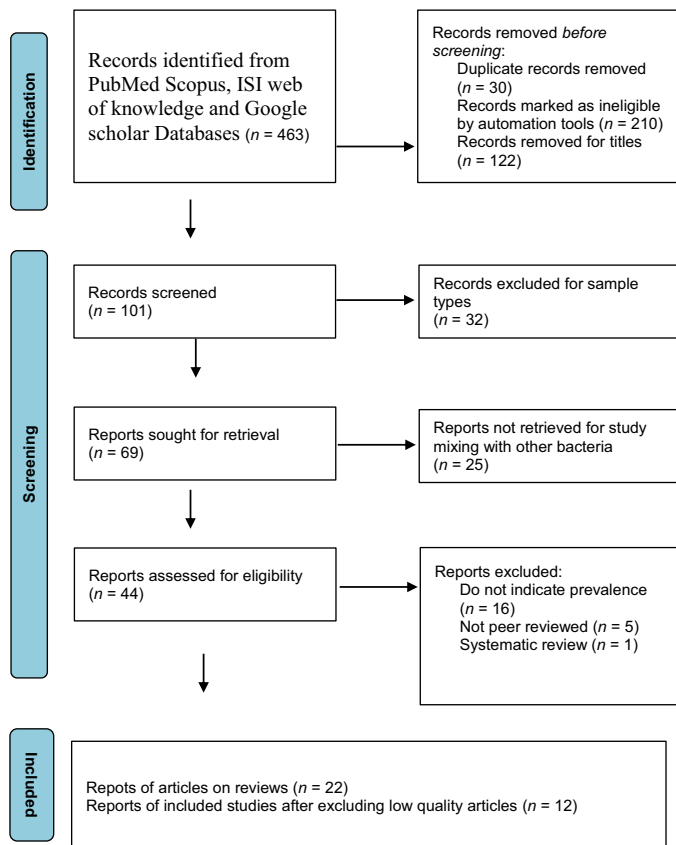 Identification
Records identified from
PubMed Scopus, ISI web
of knowledge and Google
scholar Databases (n = 463)
Records removed before
screening:
Duplicate records removed
(n = 30)
Records marked as ineligible
by automation tools (n = 210)
Records removed for titles
(n = 122)
Screening
Records screened
(n = 101)
Records excluded for sample
types
(n = 32)
Reports sought for retrieval
(n = 69)
Reports not retrieved for study
mixing with other bacteria
(n = 25)
Reports assessed for eligibility
(n = 44)
Reports excluded:
Do not indicate prevalence
(n = 16)
Not peer reviewed (n = 5)
Systematic review (n = 1)
Included
Repots of articles on reviews (n = 22)
Reports of included studies after excluding low quality articles (n = 12)